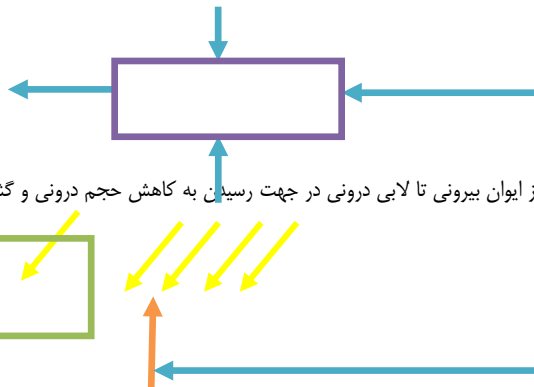 ز ایوان بیرونی تا لابی درونی در جهت رسیدن به کاهش حجم درونی و